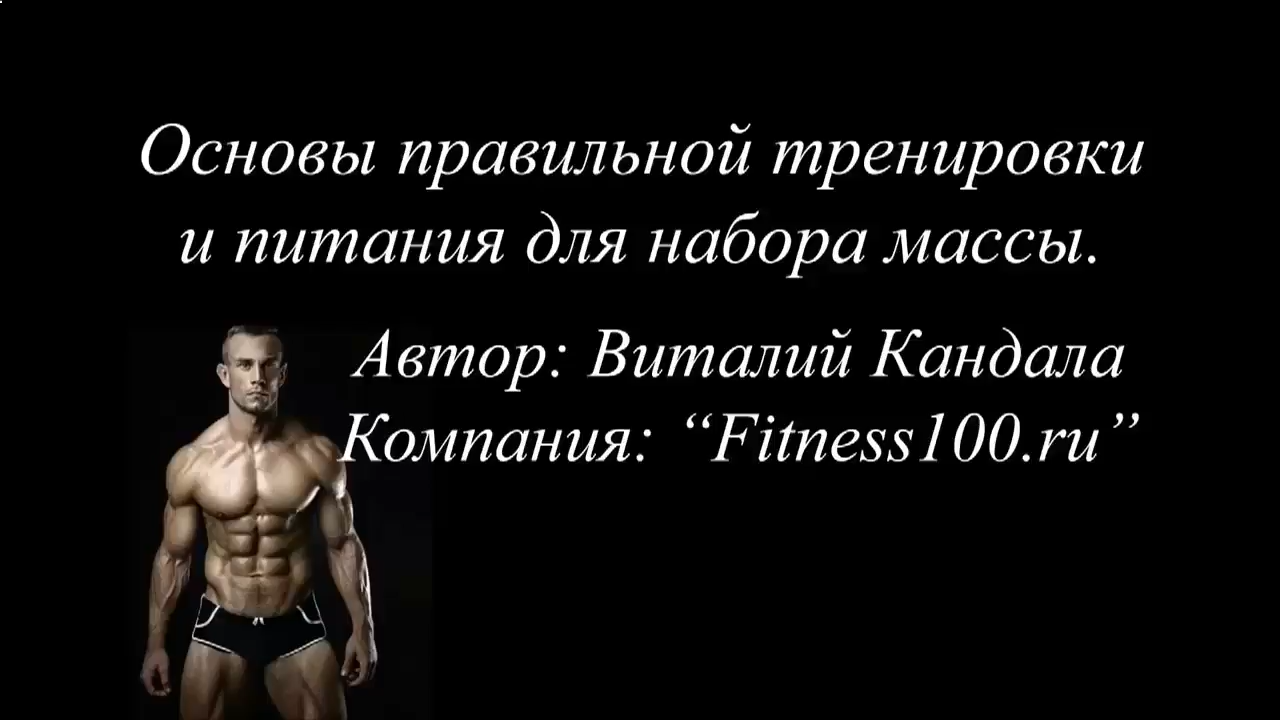 Основы правильной тренировки
и питания для набора массы.
Автор: Виталий Кандала
Компания: “Fitness100.ru”